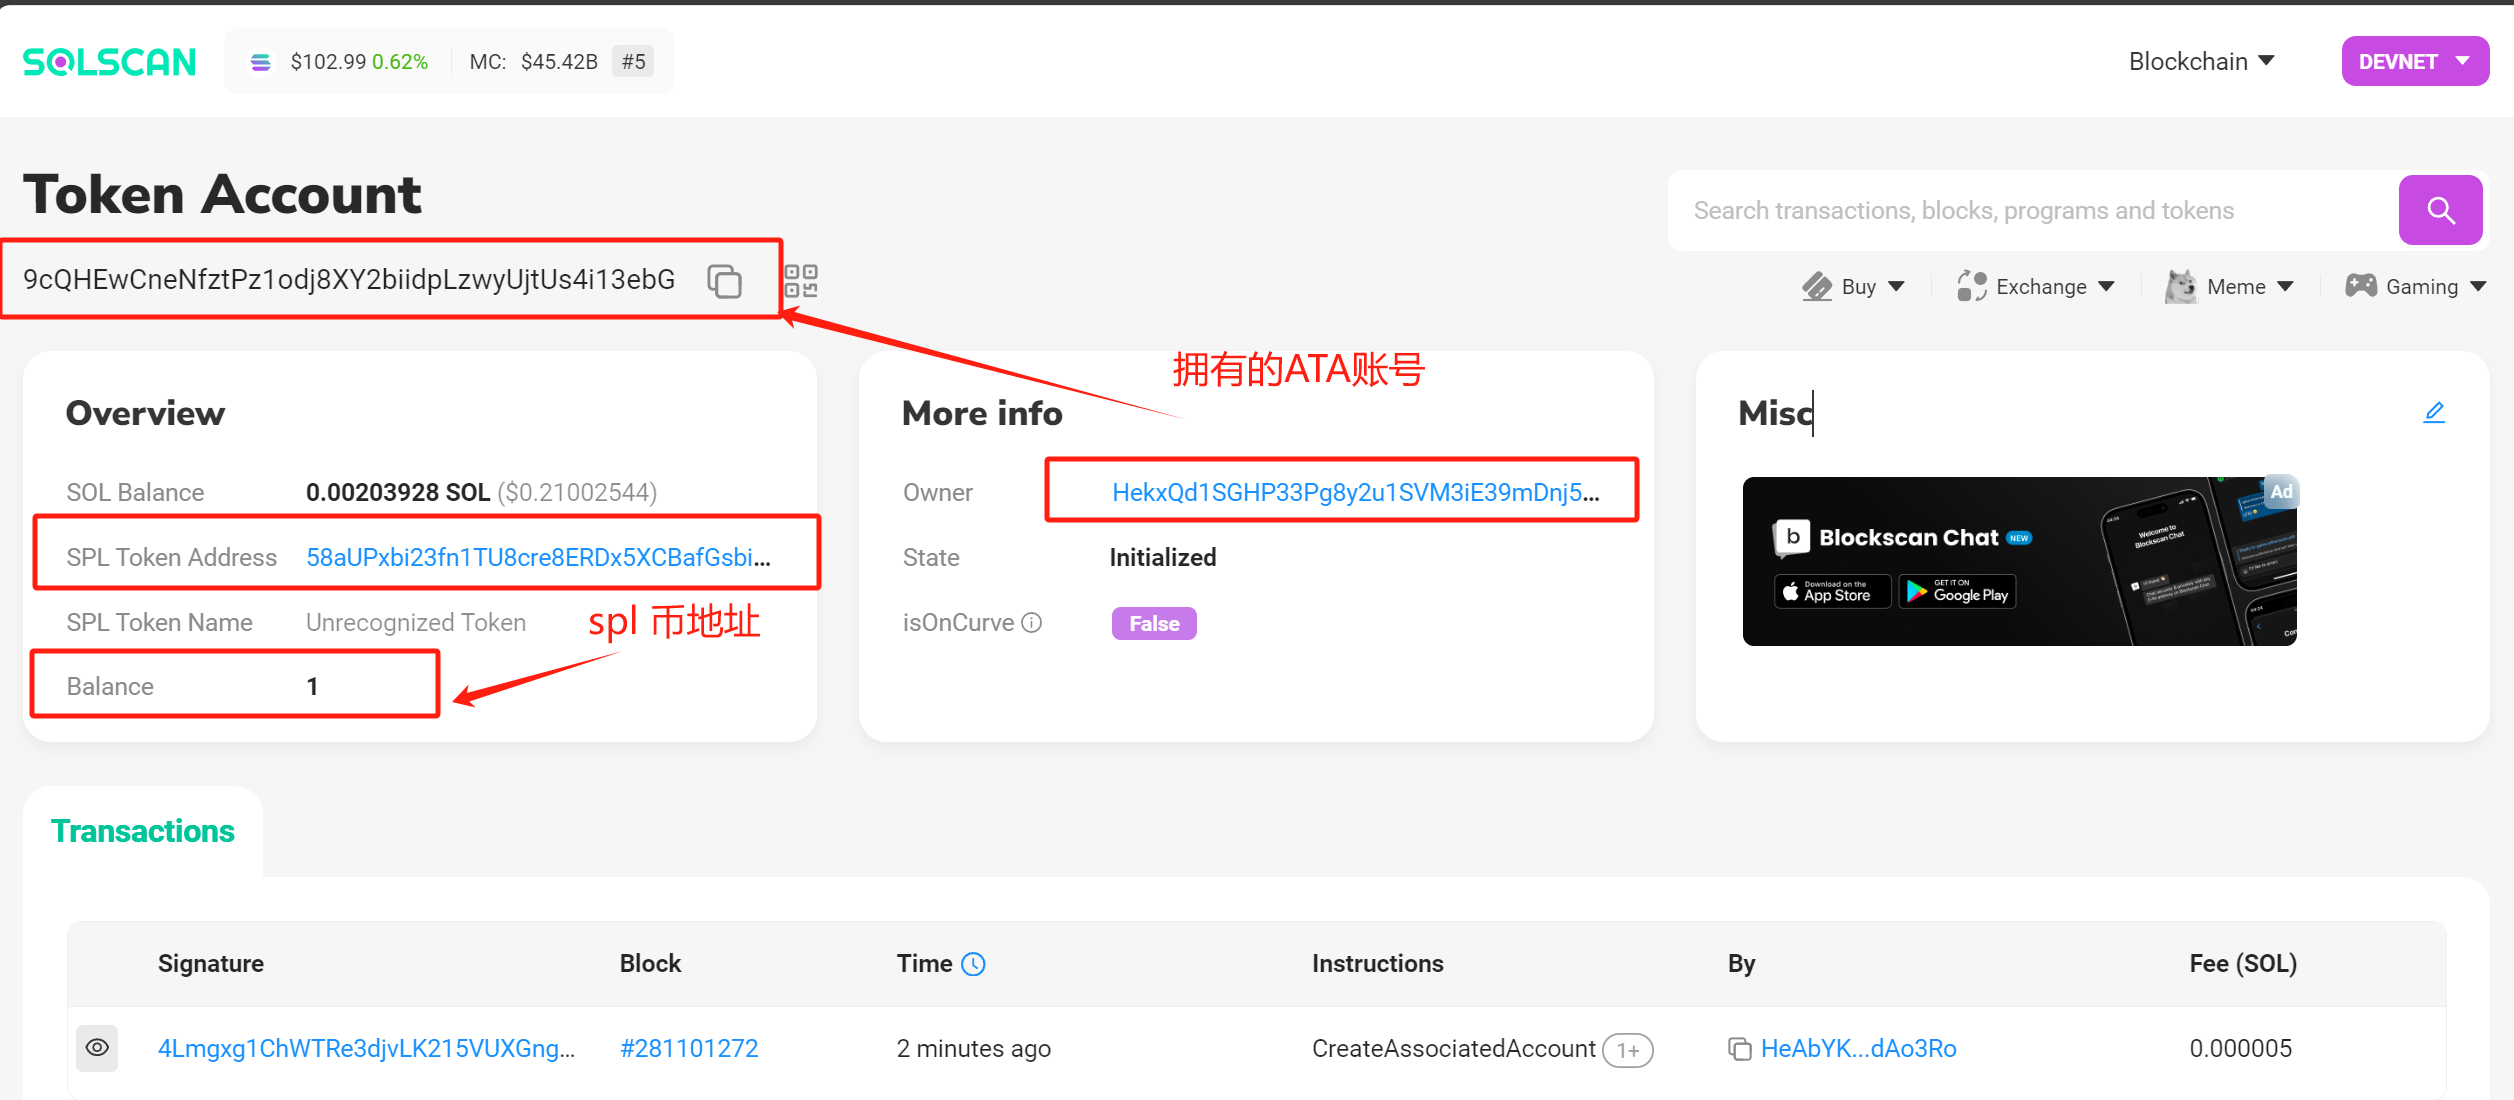 SOLSCAN
$102.99 0.62% MC: $45.42B #5
Blockchain
DEVNET
Token Account
Search transactions, blocks, programs and tokens
9cQHEwCneNfztPz1odj8XY2biidpLzwyUjtUs4i13ebG
Buy Exchange Meme Gaming
拥有的ATA账号
Overview
SOL Balance 0.00203928 SOL ($0.21002544)
SPL Token Address 58aUPxbi23fn1TU8cre8ERDx5XCBafGsbi...
SPL Token Name Unrecognized Token
spl 币地址
Balance 1
More info
Owner HekxQd1SGHP33Pg8y2u1SVM3iE39mDnj5...
State Initialized
isOnCurve False
Misc
Ad
b Blockscan Chat NEW
Download on the App Store
GET IT ON Google Play
Welcome to
Blockscan Chat
Transactions
Signature Block Time Instructions By Fee (SOL)
4Lmgxg1ChWTRe3djvLK215VUXGng... #281101272 2 minutes ago CreateAssociatedAccount 1+ HeAbYK...dAo3Ro 0.000005